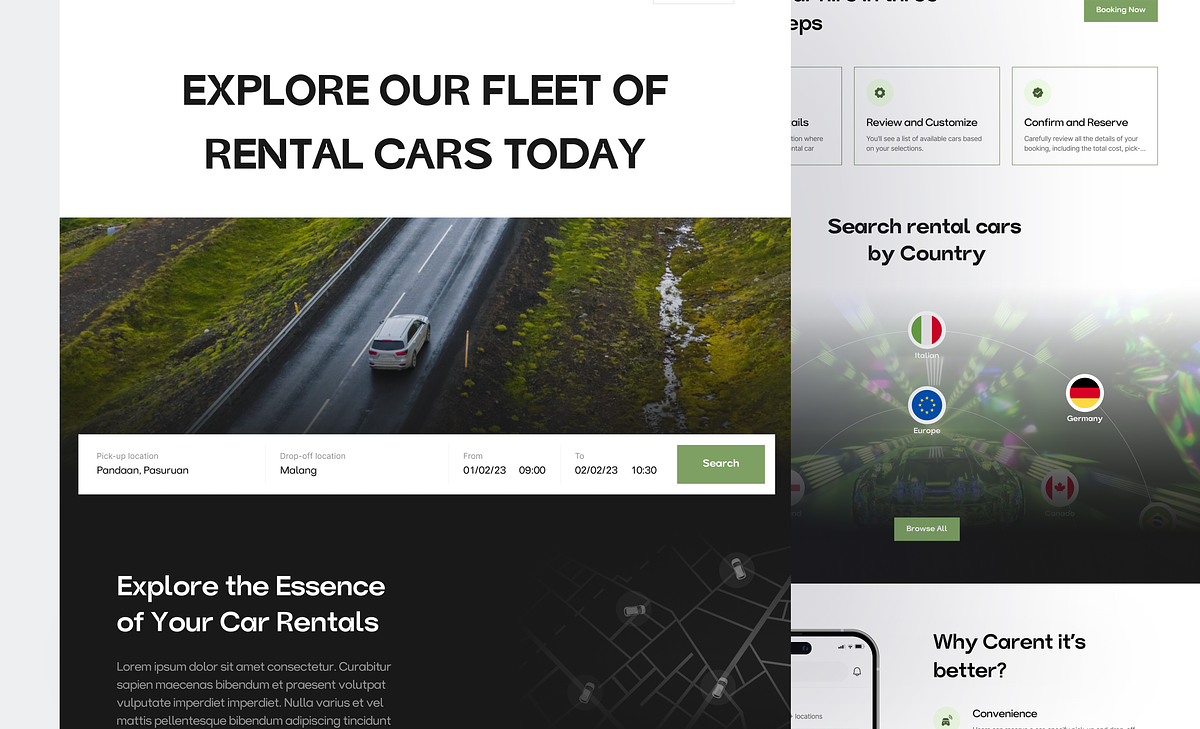 EXPLORE OUR FLEET OF
RENTAL CARS TODAY
Pick-up location
Pandaan, Pasuruan
Drop-off location
Malang
From
01/02/23 09:00
To
02/02/23 10:30
Search
Explore the Essence
of Your Car Rentals
Lorem ipsum dolor sit amet consectetur. Curabitur
sapien maecenas bibendum et praesent volutpat
vulputate imperdiet imperdiet. Nulla varius et vel
mattis pellentesque bibendum adipiscing tincidunt
hire in three
eps
Booking Now
ails
tion where
ntal car
Review and Customize
You'll see a list of available cars based
on your selections.
Confirm and Reserve
Carefully review all the details of your
booking, including the total cost, pick-...
Search rental cars
by Country
Italian
Europe
Germany
Canada
Browse All
Why Carent it's
better?
locations
Convenience